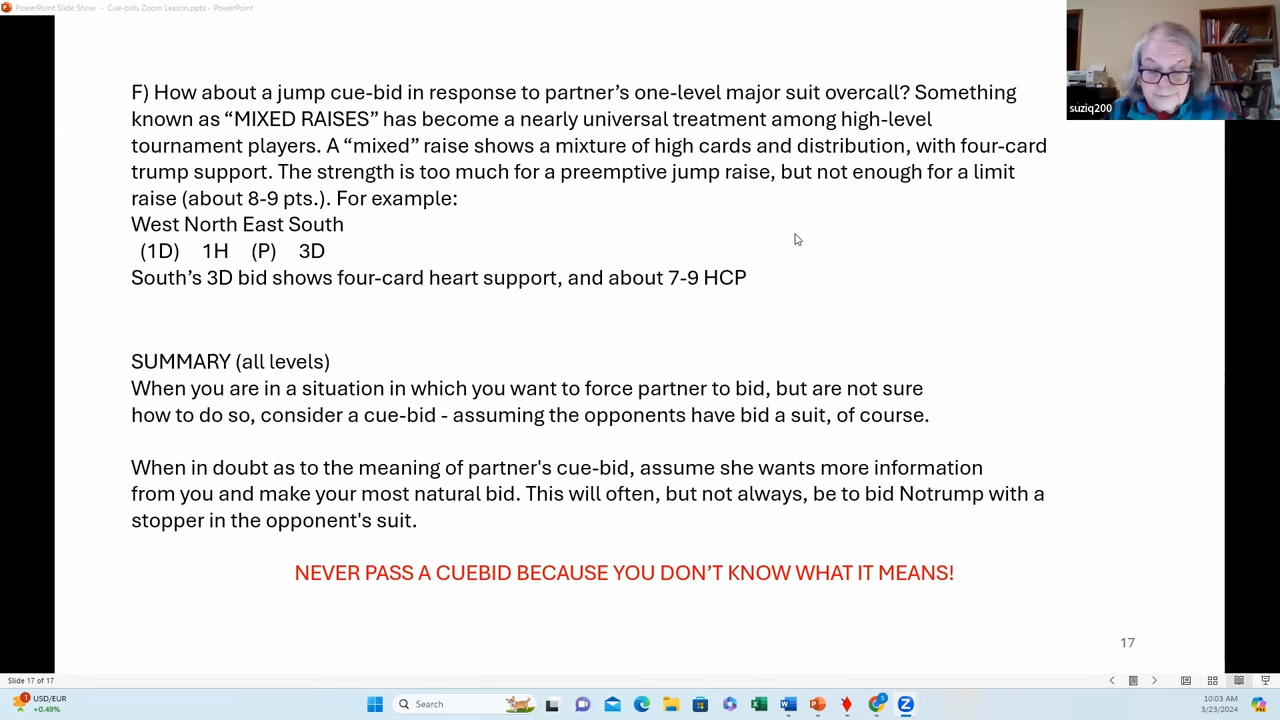 PowerPoint Slide Show - Cue-bids Zoom Lesson.pptx - PowerPoint
suziq200
F) How about a jump cue-bid in response to partner's one-level major suit overcall? Something
known as “MIXED RAISES” has become a nearly universal treatment among high-level
tournament players. A “mixed” raise shows a mixture of high cards and distribution, with four-card
trump support. The strength is too much for a preemptive jump raise, but not enough for a limit
raise (about 8-9 pts.). For example:
West North East South
(1D) 1H (P) 3D
South's 3D bid shows four-card heart support, and about 7-9 HCP
SUMMARY (all levels)
When you are in a situation in which you want to force partner to bid, but are not sure
how to do so, consider a cue-bid - assuming the opponents have bid a suit, of course.
When in doubt as to the meaning of partner's cue-bid, assume she wants more information
from you and make your most natural bid. This will often, but not always, be to bid Notrump with a
stopper in the opponent's suit.
NEVER PASS A CUEBID BECAUSE YOU DON'T KNOW WHAT IT MEANS!
17
Slide 17 of 17
USD/EUR
+0.49%
Search
10:03 AM
3/23/2024